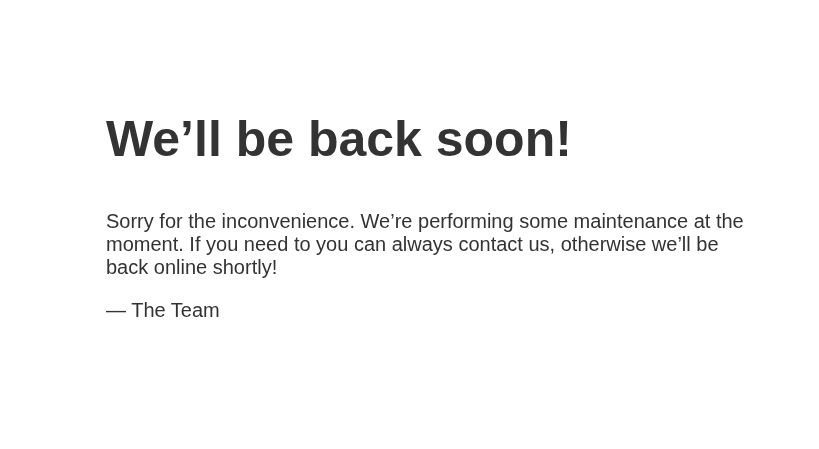 We’ll be back soon!
Sorry for the inconvenience. We’re performing some maintenance at the
moment. If you need to you can always contact us, otherwise we’ll be
back online shortly!
— The Team